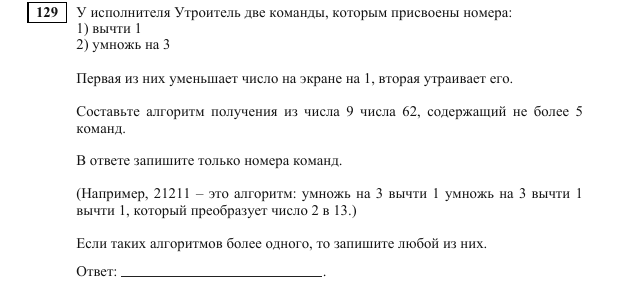 129 У исполнителя Утроитель две команды, которым присвоены номера:
1) вычти 1
2) умножь на 3
Первая из них уменьшает число на экране на 1, вторая утраивает его.
Составьте алгоритм получения из числа 9 числа 62, содержащий не более 5
команд.
В ответе запишите только номера команд.
(Например, 21211 – это алгоритм: умножь на 3 вычти 1 умножь на 3 вычти 1
вычти 1, который преобразует число 2 в 13.)
Если таких алгоритмов более одного, то запишите любой из них.
Ответ: ____________________________.